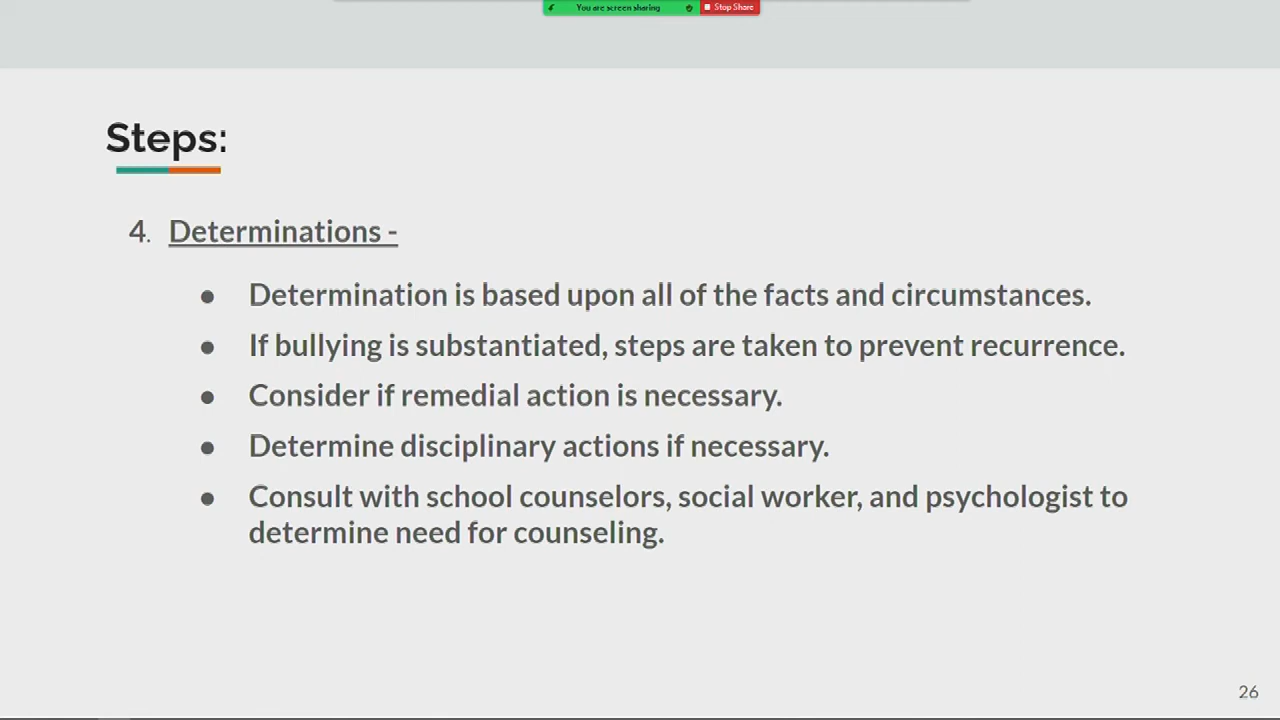 You are screen sharing Stop Share
Steps:
4. Determinations -
● Determination is based upon all of the facts and circumstances.
● If bullying is substantiated, steps are taken to prevent recurrence.
● Consider if remedial action is necessary.
● Determine disciplinary actions if necessary.
● Consult with school counselors, social worker, and psychologist to
determine need for counseling.
26